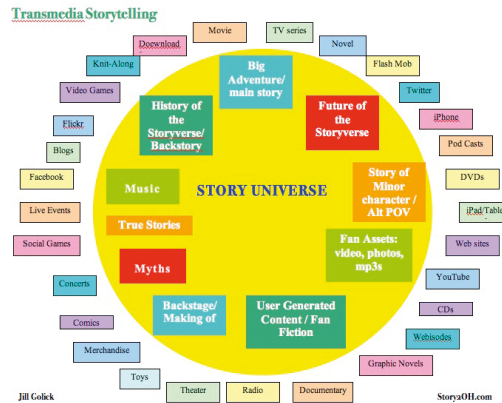 Transmedia Storytelling
Movie
TV series
Doewnload
Novel
Knit-Along
Flash Mob
Video Games
Twitter
Flickr
iPhone
Blogs
Pod Casts
Facebook
DVDs
Live Events
iPad/Table
Social Games
Web sites
Concerts
YouTube
Comics
CDs
Merchandise
Webisodes
Toys
Graphic Novels
Theater
Radio
Documentary
Big
Adventure/
main story
History of
the
Storyverse/
Backstory
Future of
the
Storyverse
Music
STORY UNIVERSE
Story of
Minor
character /
Alt POV
True Stories
Fan Assets:
video, photos,
mp3s
Myths
Backstage/
Making of
User Generated
Content / Fan
Fiction
Jill Golick
Story2OH.com